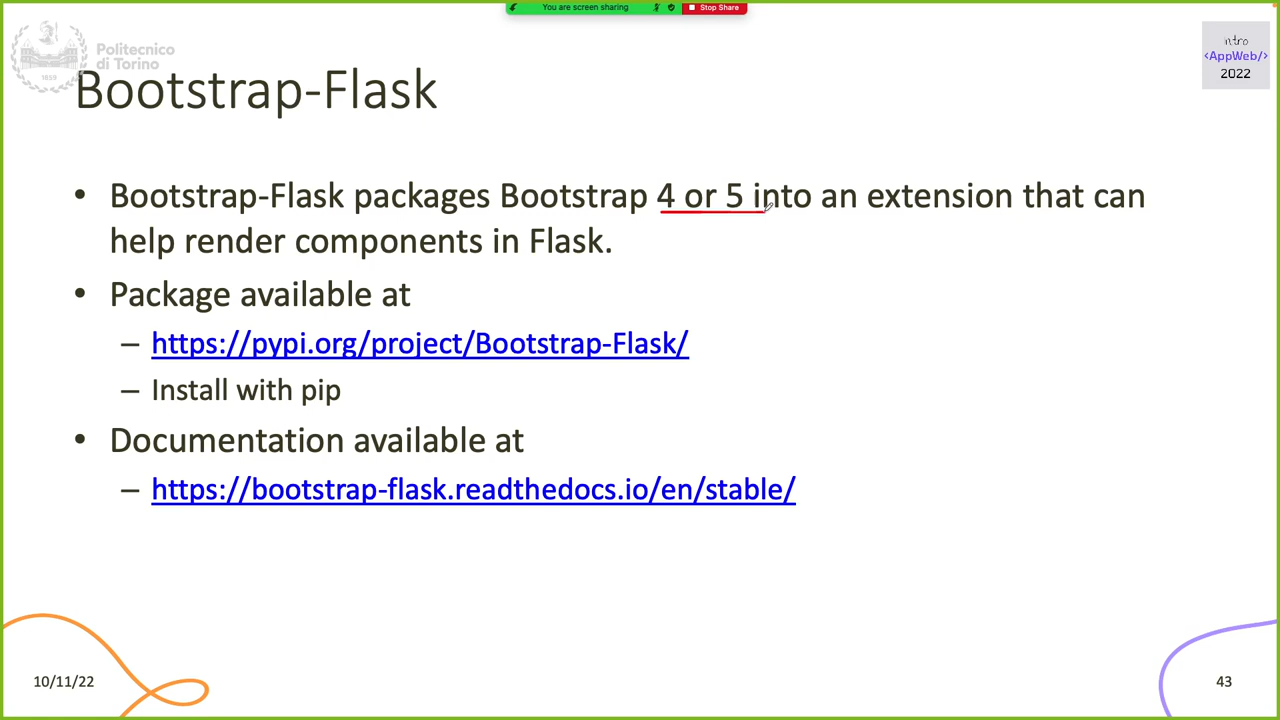 You are screen sharing
Stop Share
Politecnico
di Torino
1859
intro
<AppWeb/>
2022
Bootstrap-Flask
• Bootstrap-Flask packages Bootstrap 4 or 5 into an extension that can
help render components in Flask.
• Package available at
– https://pypi.org/project/Bootstrap-Flask/
– Install with pip
• Documentation available at
– https://bootstrap-flask.readthedocs.io/en/stable/
10/11/22
43